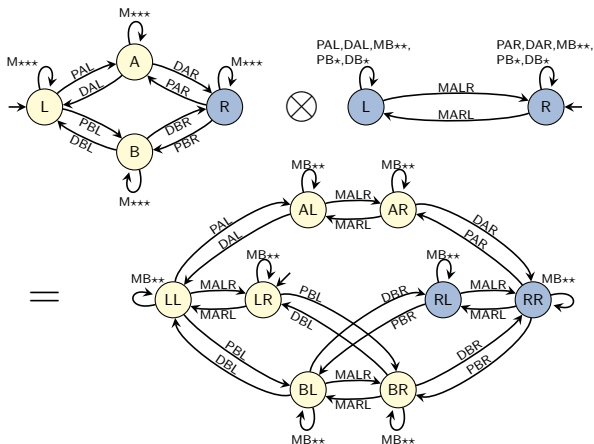 M⋆⋆⋆
M⋆⋆⋆ A M⋆⋆⋆
PAL DAR
DAL PAR
L R
PBL DBR
DBL PBR
B
M⋆⋆⋆
⊗
PAL,DAL,MB⋆⋆,
PB⋆,DB⋆
PAR,DAR,MB⋆⋆,
PB⋆,DB⋆
MALR
L R
MARL
=
MB⋆⋆ MB⋆⋆
MALR
AL AR
MARL
PAL DAR
DAL PAR
MB⋆⋆ MB⋆⋆ MB⋆⋆ MB⋆⋆
MALR PBL DBR MALR
LL LR RL RR
MARL DBL PBR MARL
PBL DBR
DBL PBR
MALR
BL BR
MARL
MB⋆⋆ MB⋆⋆